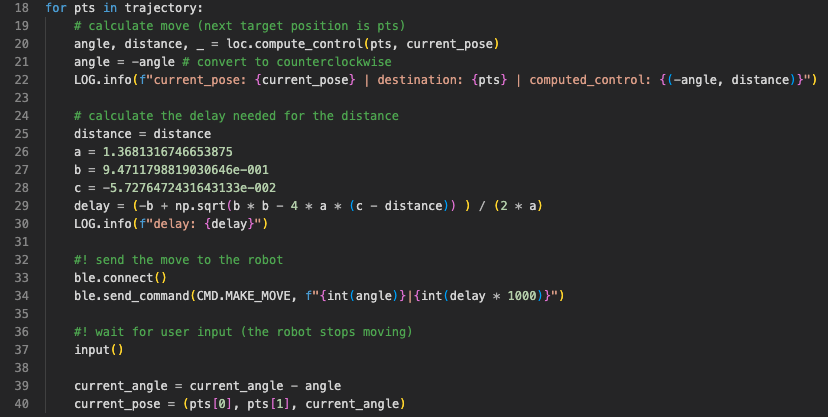 18 for pts in trajectory:
19     # calculate move (next target position is pts)
20     angle, distance, _ = loc.compute_control(pts, current_pose)
21     angle = -angle # convert to counterclockwise
22     LOG.info(f"current_pose: {current_pose} | destination: {pts} | computed_control: {(-angle, distance)}")
23
24     # calculate the delay needed for the distance
25     distance = distance
26     a = 1.3681316746653875
27     b = 9.4711798819030646e-001
28     c = -5.7276472431643133e-002
29     delay = (-b + np.sqrt(b * b - 4 * a * (c - distance)) ) / (2 * a)
30     LOG.info(f"delay: {delay}")
31
32     #! send the move to the robot
33     ble.connect()
34     ble.send_command(CMD.MAKE_MOVE, f"{int(angle)}|{int(delay * 1000)}")
35
36     #! wait for user input (the robot stops moving)
37     input()
38
39     current_angle = current_angle - angle
40     current_pose = (pts[0], pts[1], current_angle)